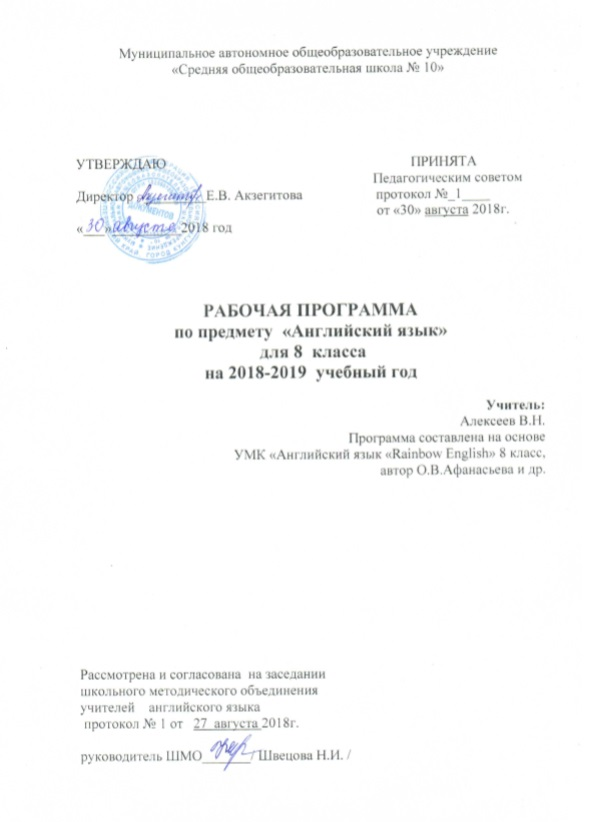 Муниципальное автономное общеобразовательное учреждение
«Средняя общеобразовательная школа № 10»
УТВЕРЖДАЮ
Директор Е.В. Акзегитова
«30» августа 2018 год
ПРИНЯТА
Педагогическим советом
протокол №_1____
от «30» августа 2018г.
РАБОЧАЯ ПРОГРАММА
по предмету «Английский язык»
для 8 класса
на 2018-2019 учебный год
Учитель:
Алексеев В.Н.
Программа составлена на основе
УМК «Английский язык «Rainbow English» 8 класс,
автор О.В.Афанасьева и др.
Рассмотрена и согласована на заседании
школьного методического объединения
учителей английского языка
протокол № 1 от 27 августа 2018г.
руководитель ШМО_______/ Швецова Н.И. /